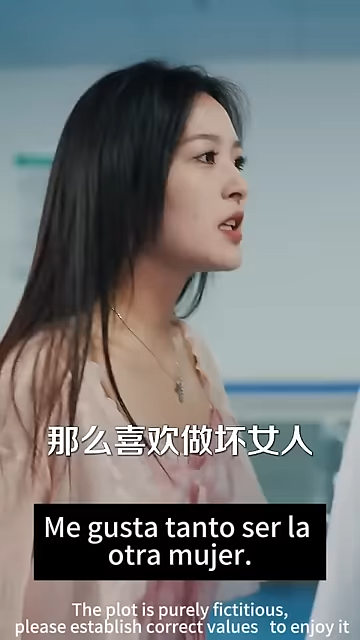 那么喜欢做坏女人
Me gusta tanto ser la
otra mujer.
The plot is purely fictitious,
please establish correct values to enjoy it